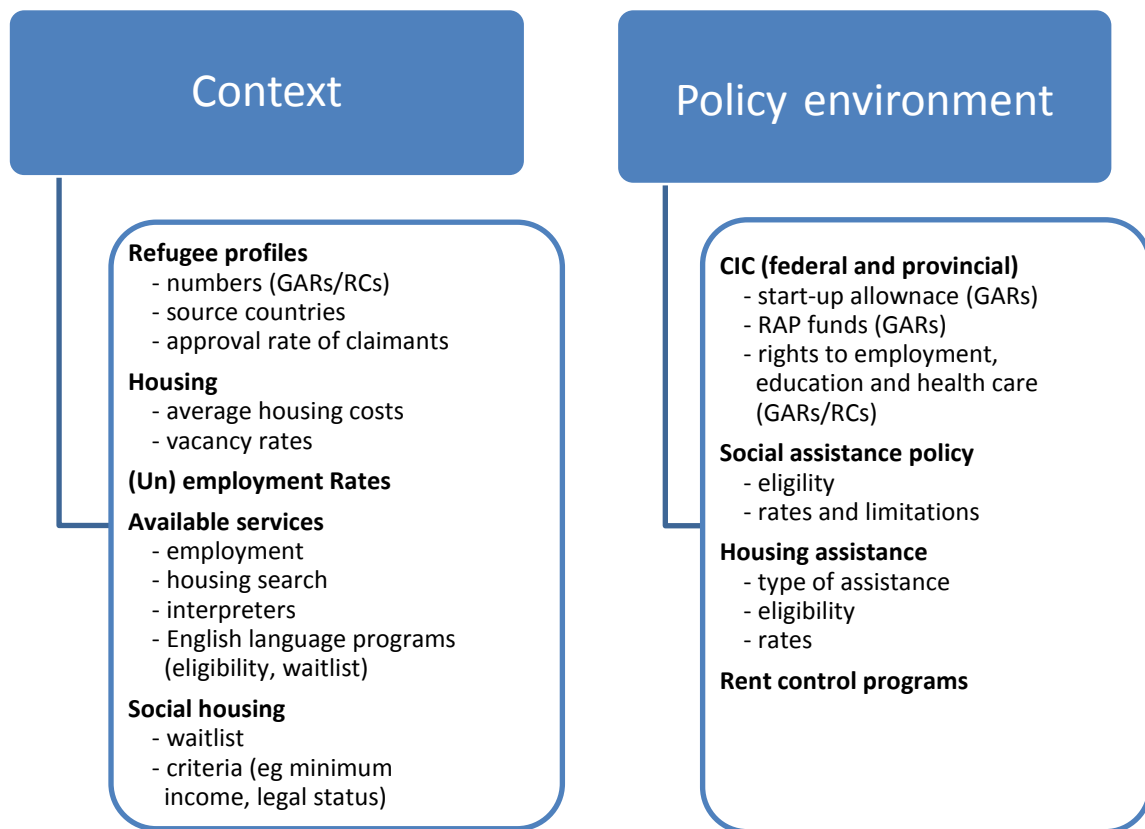 Context
Refugee profiles
- numbers (GARs/RCs)
- source countries
- approval rate of claimants
Housing
- average housing costs
- vacancy rates
(Un) employment Rates
Available services
- employment
- housing search
- interpreters
- English language programs
(eligibility, waitlist)
Social housing
- waitlist
- criteria (eg minimum
income, legal status)
Policy environment
CIC (federal and provincial)
- start-up allownace (GARs)
- RAP funds (GARs)
- rights to employment,
education and health care
(GARs/RCs)
Social assistance policy
- eligility
- rates and limitations
Housing assistance
- type of assistance
- eligibility
- rates
Rent control programs